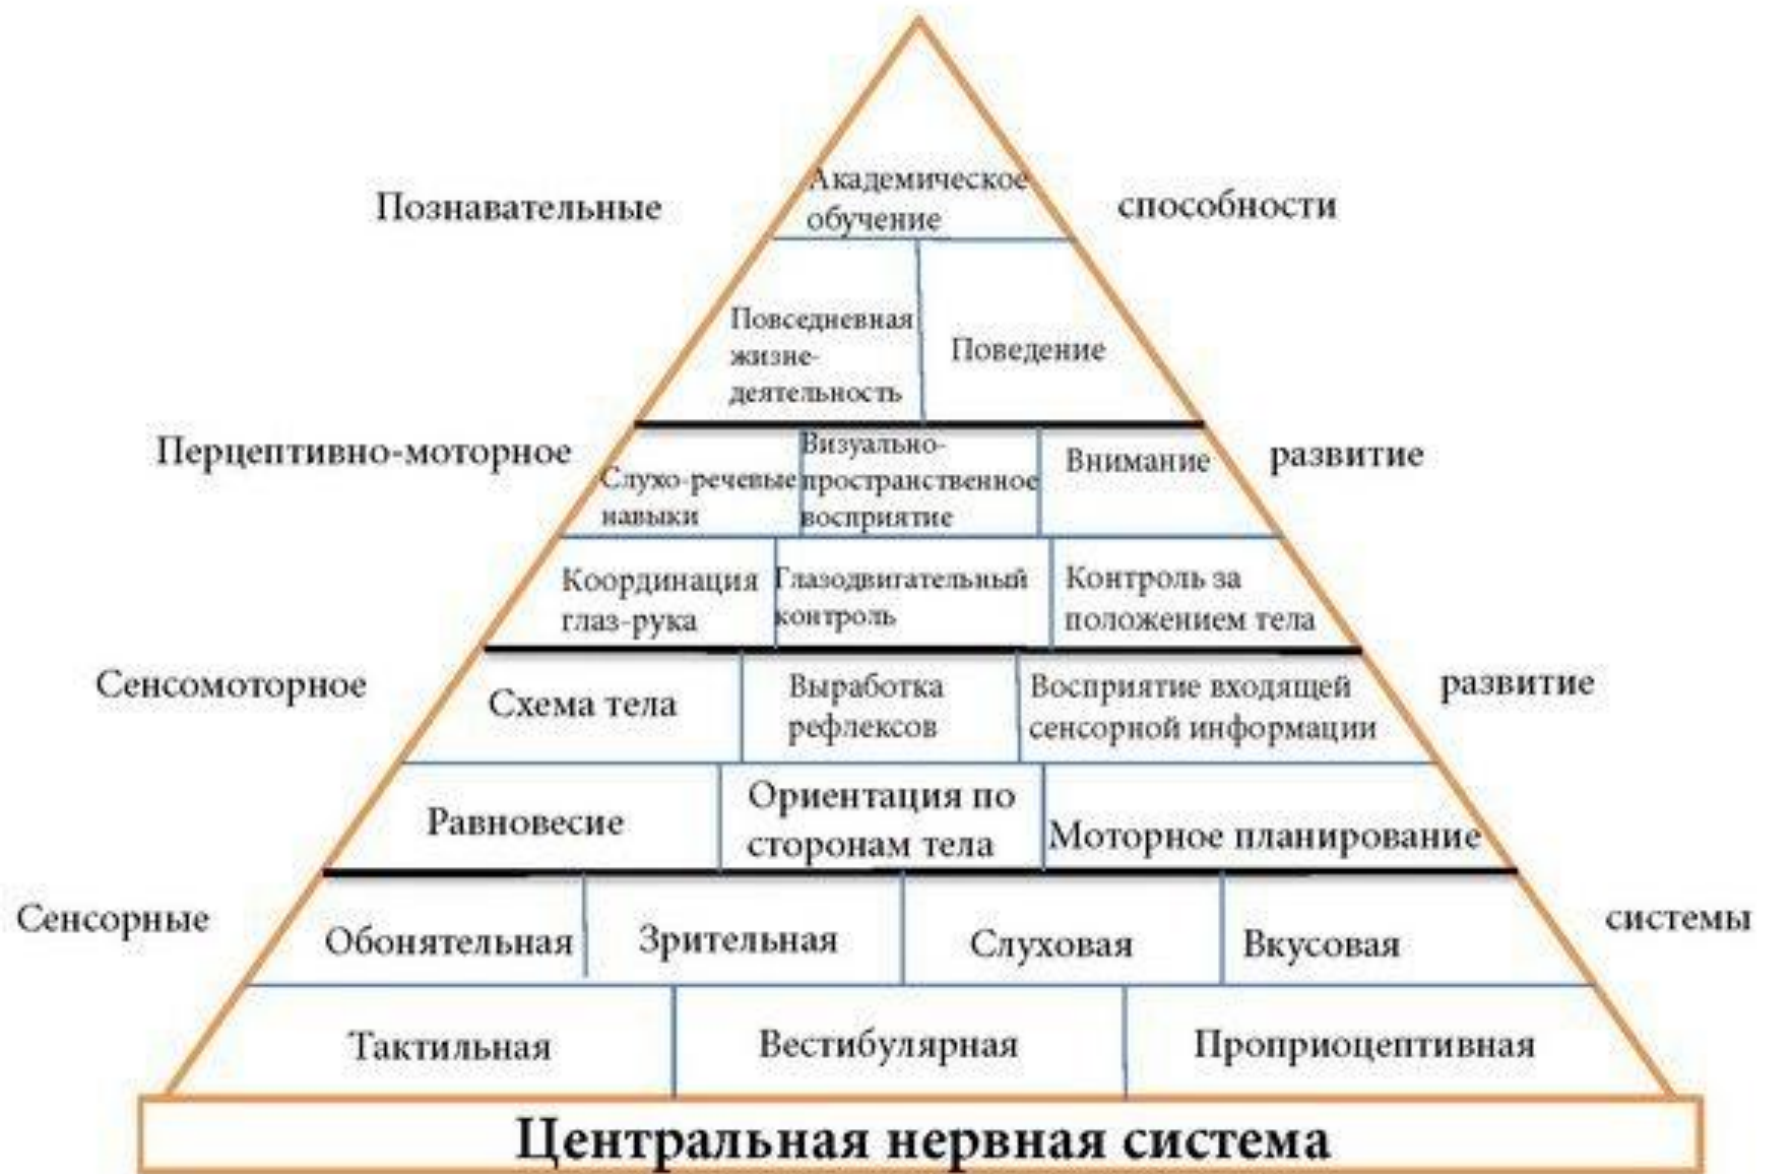 Академическое
обучение
Познавательные
способности
Повседневная
жизне-
деятельность
Поведение
Перцептивно-моторное
развитие
Слухо-речевые
навыки
Визуально-
пространственное
восприятие
Внимание
Координация
глаз-рука
Глазодвигательный
контроль
Контроль за
положением тела
Сенсомоторное
развитие
Схема тела
Выработка
рефлексов
Восприятие входящей
сенсорной информации
Равновесие
Ориентация по
сторонам тела
Моторное планирование
Сенсорные
системы
Обонятельная
Зрительная
Слуховая
Вкусовая
Тактильная
Вестибулярная
Проприоцептивная
Центральная нервная система